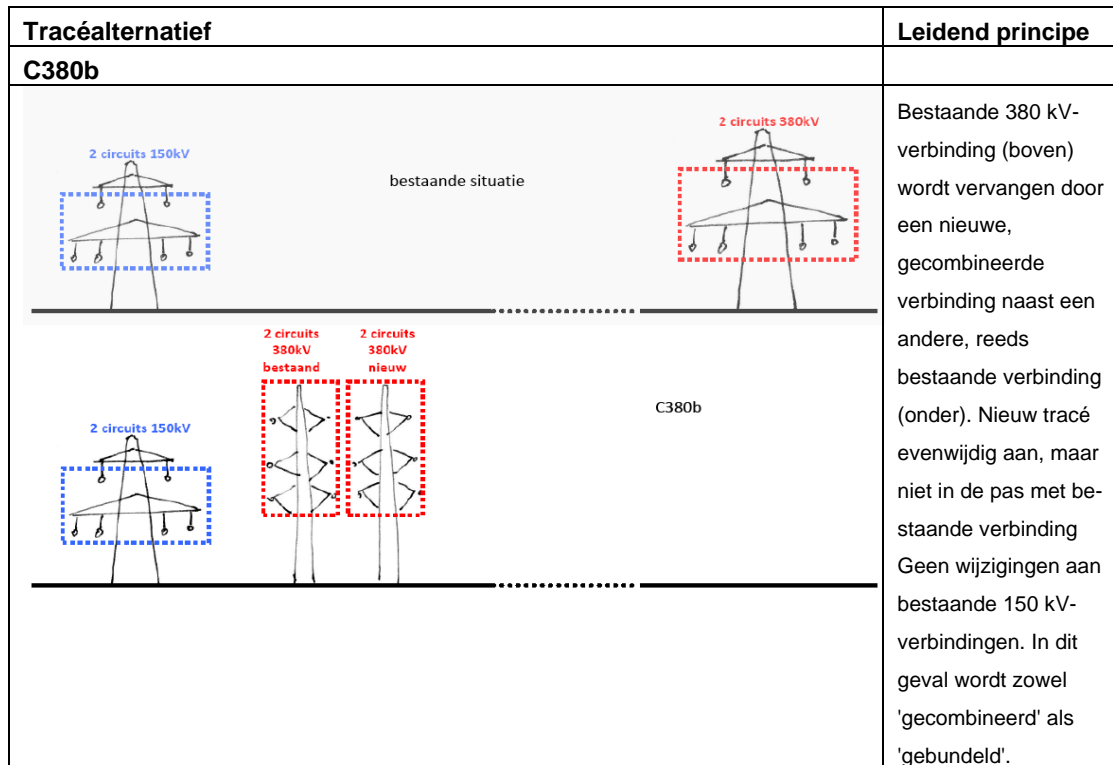 Tracéalternatief
Leidend principe
C380b
2 circuits 150kV
bestaande situatie
2 circuits 380kV
2 circuits
380kV
bestaand
2 circuits
380kV
nieuw
2 circuits 150kV
C380b
Bestaande 380 kV-
verbinding (boven)
wordt vervangen door
een nieuwe,
gecombineerde
verbinding naast een
andere, reeds
bestaande verbinding
(onder). Nieuw tracé
evenwijdig aan, maar
niet in de pas met be-
staande verbinding
Geen wijzigingen aan
bestaande 150 kV-
verbindingen. In dit
geval wordt zowel
'gecombineerd' als
'gebundeld'.